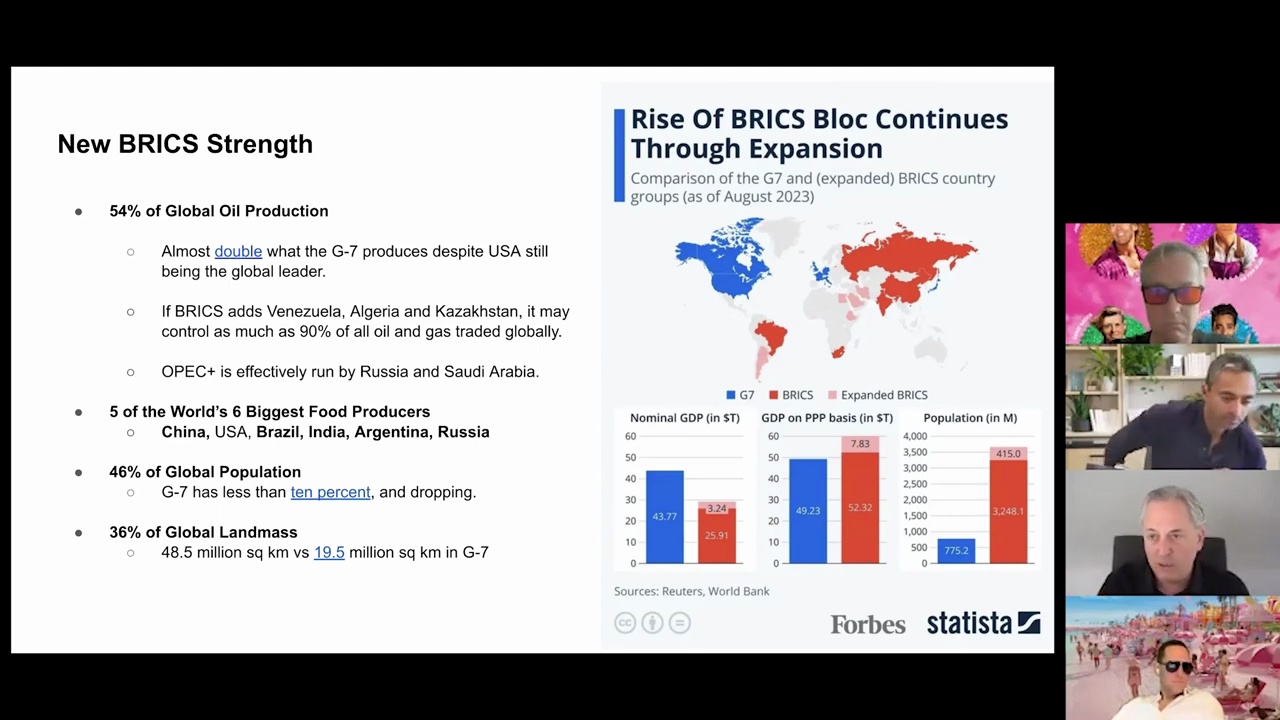 New BRICS Strength
● 54% of Global Oil Production
○ Almost double what the G-7 produces despite USA still
being the global leader.
○ If BRICS adds Venezuela, Algeria and Kazakhstan, it may
control as much as 90% of all oil and gas traded globally.
○ OPEC+ is effectively run by Russia and Saudi Arabia.
● 5 of the World's 6 Biggest Food Producers
○ China, USA, Brazil, India, Argentina, Russia
● 46% of Global Population
○ G-7 has less than ten percent, and dropping.
● 36% of Global Landmass
○ 48.5 million sq km vs 19.5 million sq km in G-7
Rise Of BRICS Bloc Continues
Through Expansion
Comparison of the G7 and (expanded) BRICS country
groups (as of August 2023)
G7 BRICS Expanded BRICS
Nominal GDP (in $T)
60
50
40
30
20
10
0
43.77
3.24
25.91
GDP on PPP basis (in $T)
60
50
40
30
20
10
0
49.23
7.83
52.32
Population (in M)
4,000
3,500
3,000
2,500
2,000
1,500
1,000
500
0
775.2
415.0
3,248.1
Sources: Reuters, World Bank
cc
Forbes statista